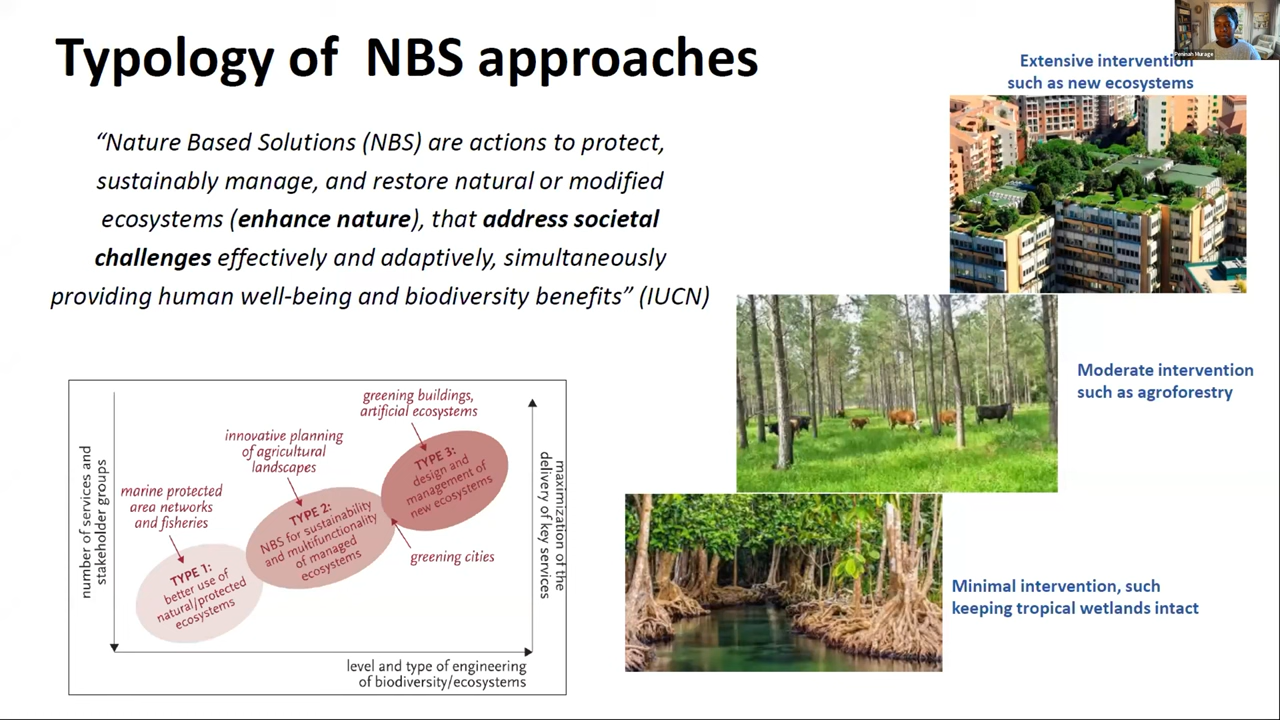 Typology of NBS approaches
“Nature Based Solutions (NBS) are actions to protect,
sustainably manage, and restore natural or modified
ecosystems (enhance nature), that address societal
challenges effectively and adaptively, simultaneously
providing human well-being and biodiversity benefits” (IUCN)
Peninah Murage
Extensive intervention
such as new ecosystems
Moderate intervention
such as agroforestry
Minimal intervention, such
keeping tropical wetlands intact
number of services and
stakeholder groups
marine protected
area networks
and fisheries
TYPE 1:
better use of
natural/protected
ecosystems
innovative planning
of agricultural
landscapes
TYPE 2:
NBS for sustainability
and multifunctionality
of managed
ecosystems
greening buildings,
artificial ecosystems
TYPE 3:
design and
management of
new ecosystems
greening cities
maximization of the
delivery of key services
level and type of engineering
of biodiversity/ecosystems